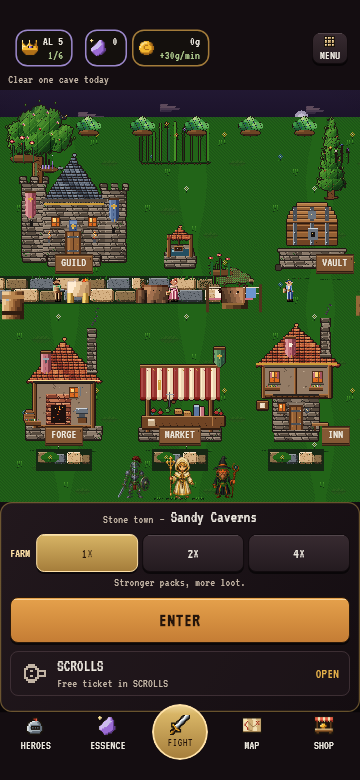 AL 5
1/6
0
0g
+30g/min
MENU
Clear one cave today
GUILD
VAULT
FORGE
MARKET
INN
Stone town – Sandy Caverns
FARM
1X
2X
4X
Stronger packs, more loot.
ENTER
SCROLLS
Free ticket in SCROLLS
OPEN
HEROES
ESSENCE
FIGHT
MAP
SHOP